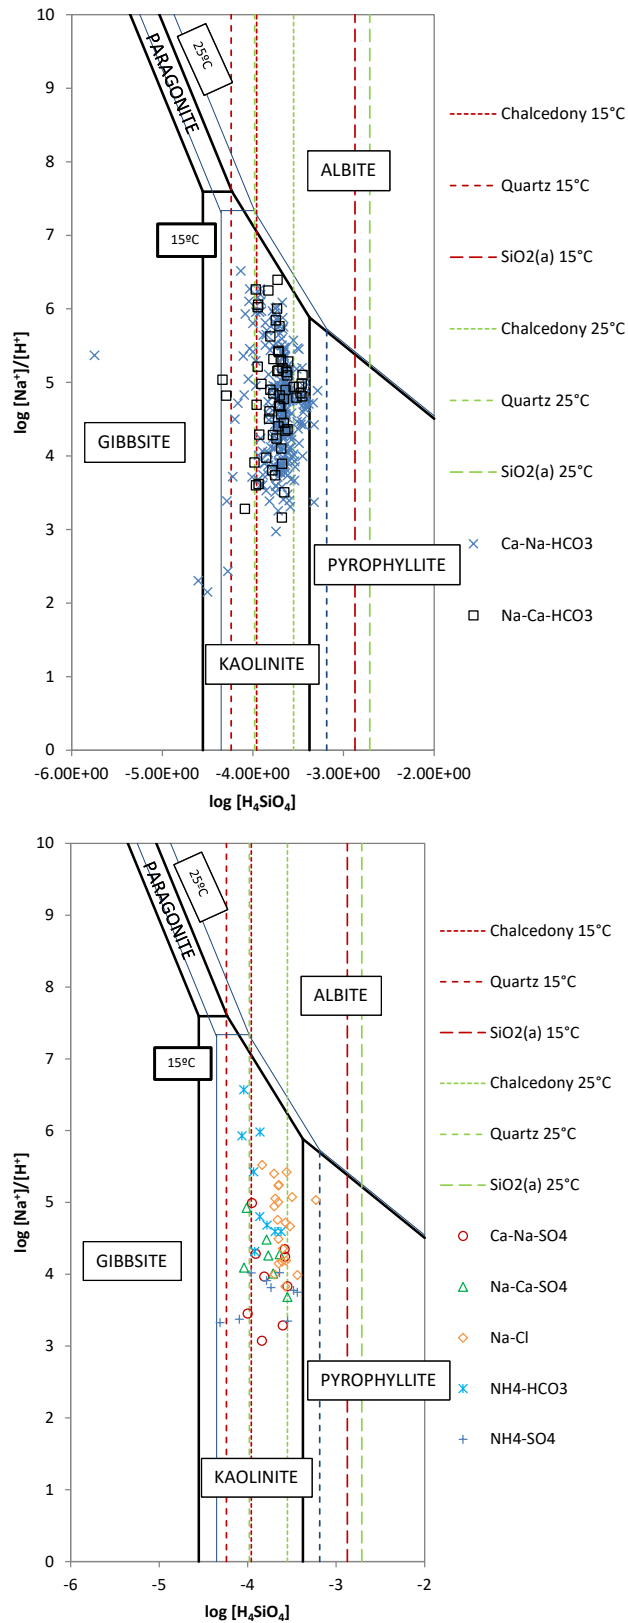 10
9
8
7
6
5
4
3
2
1
0
log [Na⁺]/[H⁺]
PARAGONITE
25ºC
ALBITE
15ºC
GIBBSITE
PYROPHYLLITE
KAOLINITE
-6.00E+00 -5.00E+00 -4.00E+00 -3.00E+00 -2.00E+00
log [H₄SiO₄]
Chalcedony 15°C
Quartz 15°C
SiO2(a) 15°C
Chalcedony 25°C
Quartz 25°C
SiO2(a) 25°C
Ca-Na-HCO3
Na-Ca-HCO3
10
9
8
7
6
5
4
3
2
1
0
log [Na⁺]/[H⁺]
PARAGONITE
25ºC
ALBITE
15ºC
GIBBSITE
PYROPHYLLITE
KAOLINITE
-6 -5 -4 -3 -2
log [H₄SiO₄]
Chalcedony 15°C
Quartz 15°C
SiO2(a) 15°C
Chalcedony 25°C
Quartz 25°C
SiO2(a) 25°C
Ca-Na-SO4
Na-Ca-SO4
Na-Cl
NH4-HCO3
NH4-SO4